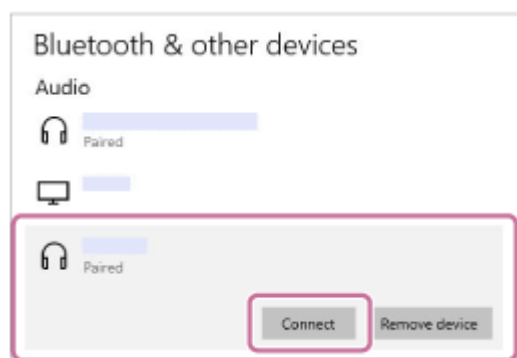 Bluetooth & other devices
Audio
Paired
Paired
Connect Remove device